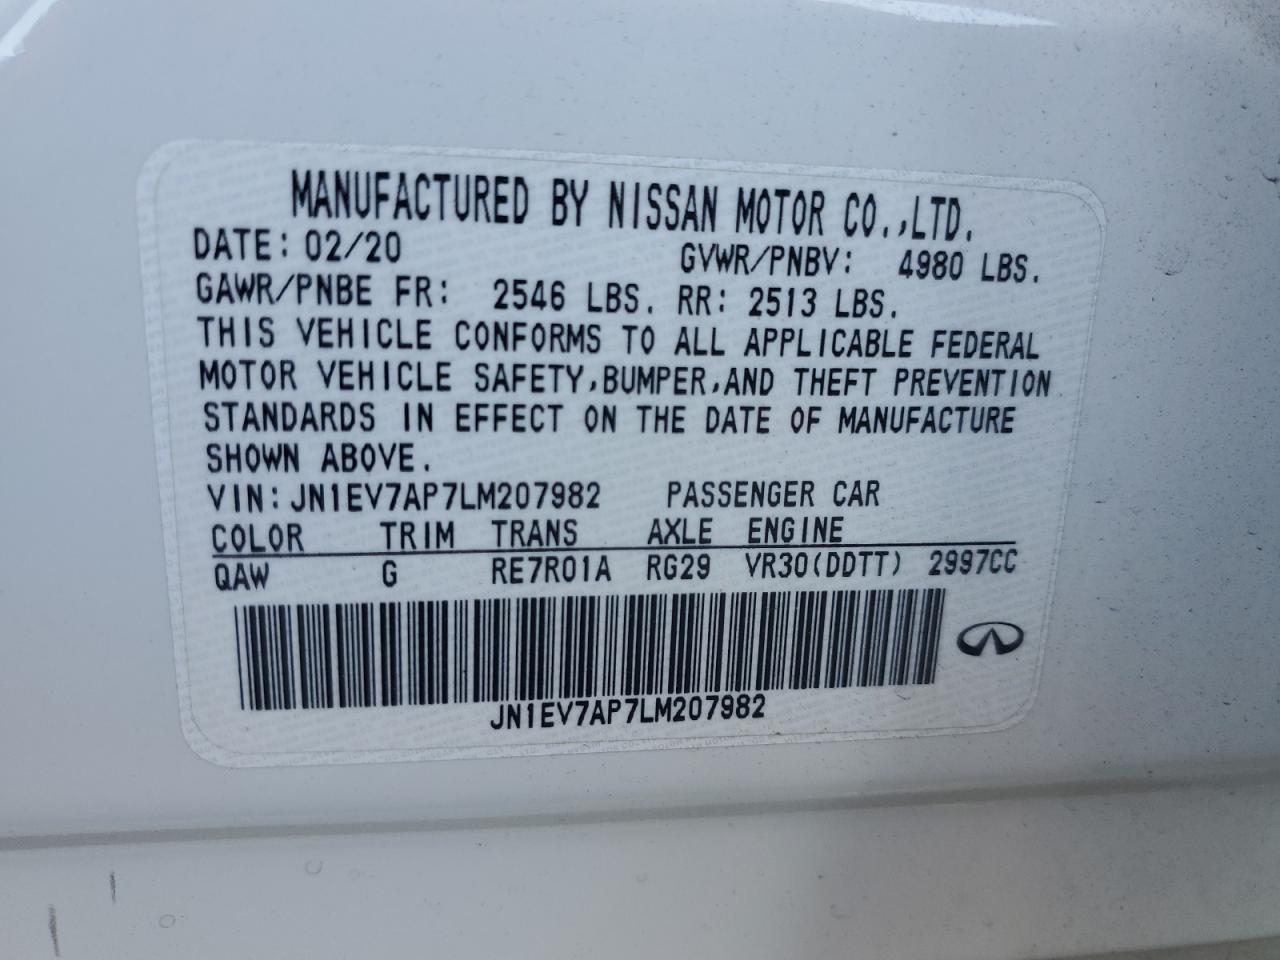 MANUFACTURED BY NISSAN MOTOR CO.,LTD.
DATE: 02/20 GVWR/PNBV: 4980 LBS.
GAWR/PNBE FR: 2546 LBS. RR: 2513 LBS.
THIS VEHICLE CONFORMS TO ALL APPLICABLE FEDERAL
MOTOR VEHICLE SAFETY,BUMPER,AND THEFT PREVENTION
STANDARDS IN EFFECT ON THE DATE OF MANUFACTURE
SHOWN ABOVE.
VIN:JN1EV7AP7LM207982 PASSENGER CAR
COLOR TRIM TRANS AXLE ENGINE
QAW G RE7R01A RG29 VR30(DDTT) 2997CC
JN1EV7AP7LM207982